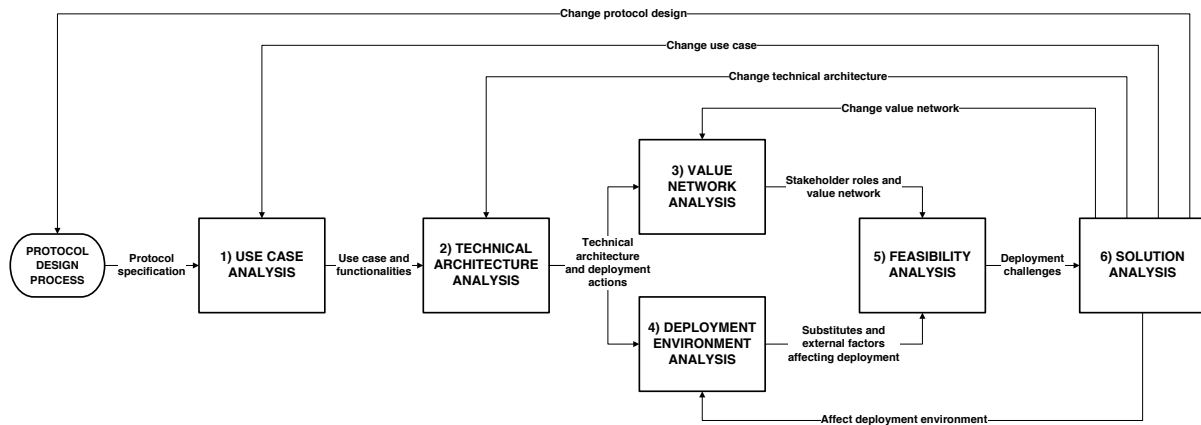 Change protocol design
Change use case
Change technical architecture
Change value network
PROTOCOL
DESIGN
PROCESS
Protocol
specification
1) USE CASE
ANALYSIS
Use case and
functionalities
2) TECHNICAL
ARCHITECTURE
ANALYSIS
Technical
architecture
and deployment
actions
3) VALUE
NETWORK
ANALYSIS
Stakeholder roles and
value network
4) DEPLOYMENT
ENVIRONMENT
ANALYSIS
Substitutes and
external factors
affecting deployment
5) FEASIBILITY
ANALYSIS
Deployment
challenges
6) SOLUTION
ANALYSIS
Affect deployment environment